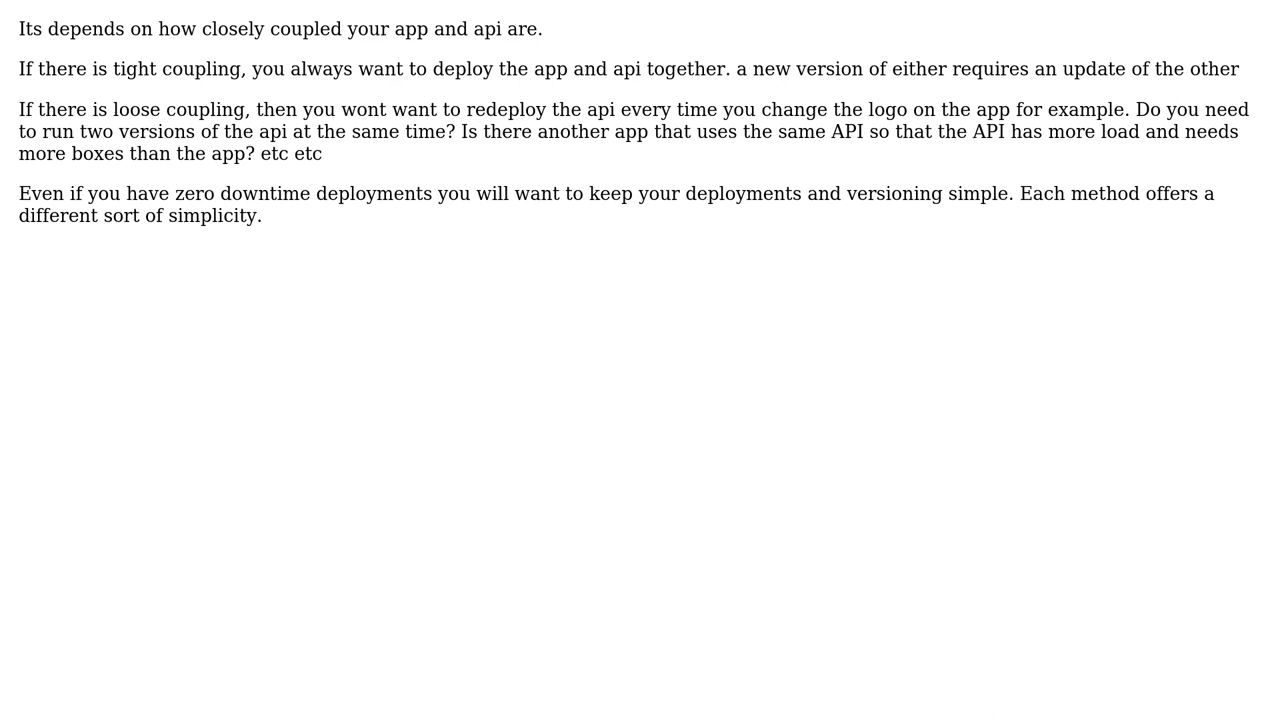 Its depends on how closely coupled your app and api are.
If there is tight coupling, you always want to deploy the app and api together. a new version of either requires an update of the other
If there is loose coupling, then you wont want to redeploy the api every time you change the logo on the app for example. Do you need
to run two versions of the api at the same time? Is there another app that uses the same API so that the API has more load and needs
more boxes than the app? etc etc
Even if you have zero downtime deployments you will want to keep your deployments and versioning simple. Each method offers a
different sort of simplicity.